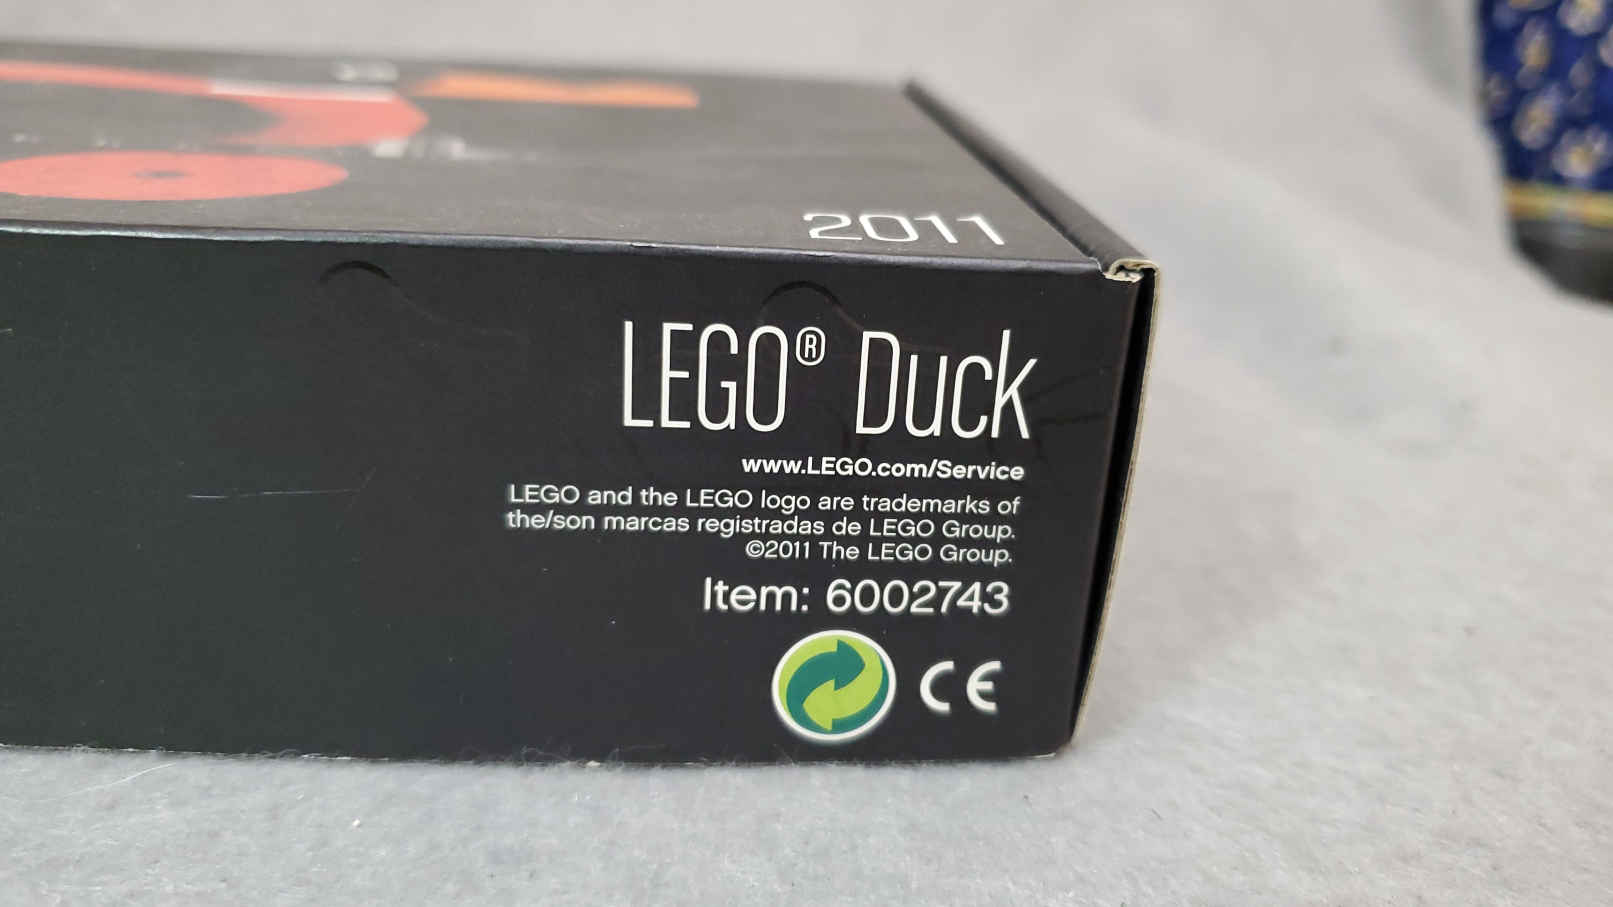 2011
LEGO® Duck
www.LEGO.com/Service
LEGO and the LEGO logo are trademarks of
the/son marcas registradas de LEGO Group.
©2011 The LEGO Group.
Item: 6002743
CE